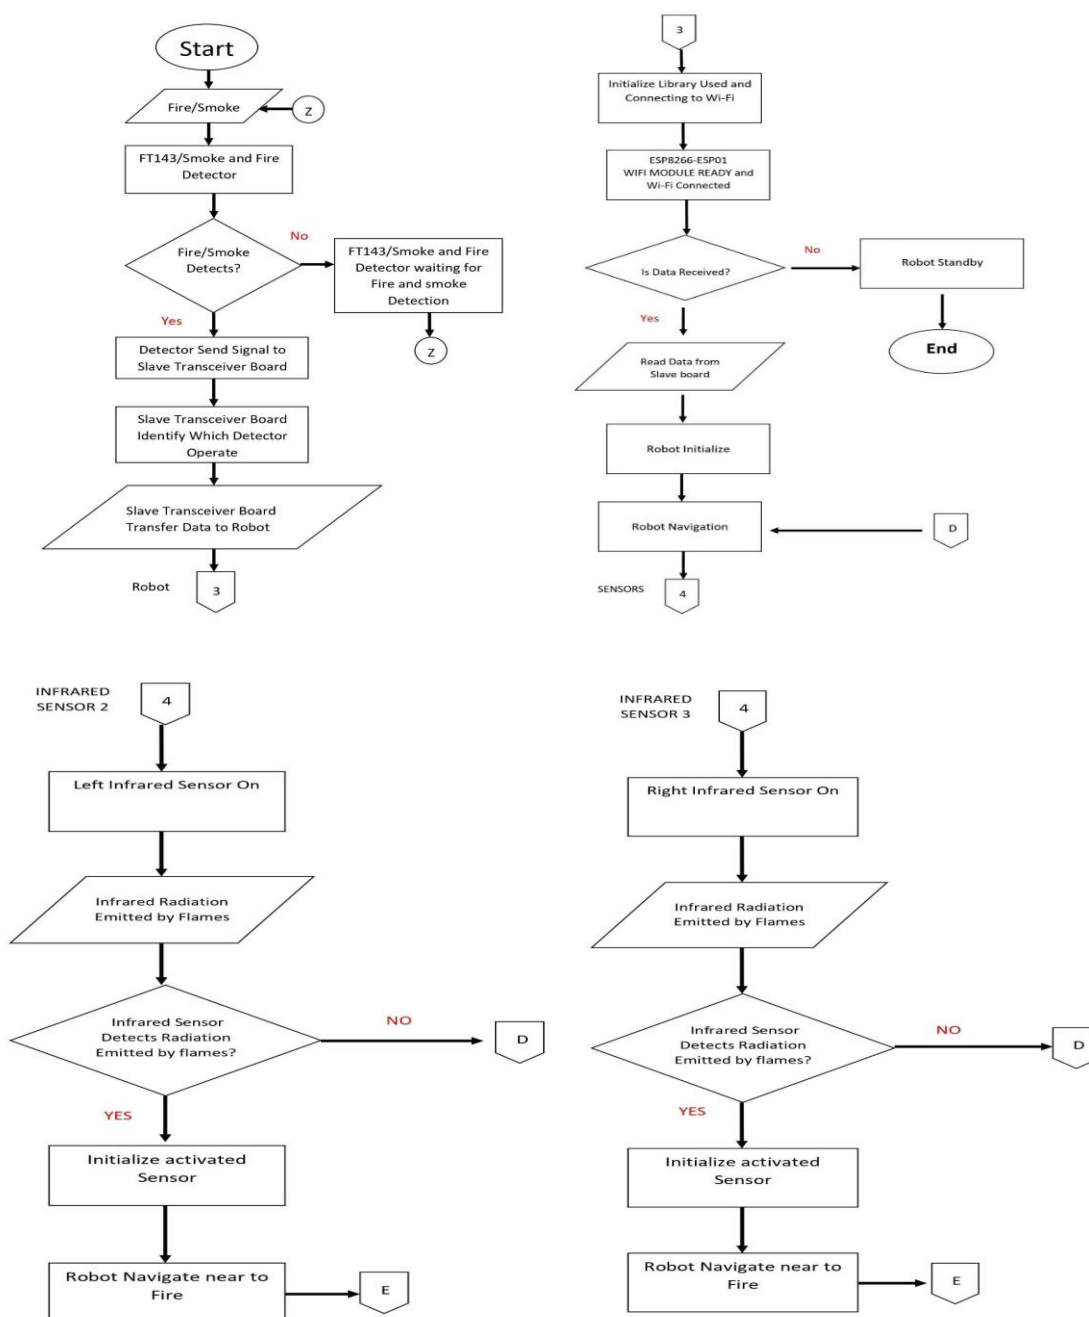 Start
Fire/Smoke
Z
FT143/Smoke and Fire
Detector
Fire/Smoke
Detects?
No
FT143/Smoke and Fire
Detector waiting for
Fire and smoke
Detection
Z
Yes
Detector Send Signal to
Slave Transceiver Board
Slave Transceiver Board
Identify Which Detector
Operate
Slave Transceiver Board
Transfer Data to Robot
Robot
3
3
Initialize Library Used and
Connecting to Wi-Fi
ESP8266-ESP01
WIFI MODULE READY and
Wi-Fi Connected
Is Data Received?
No
Robot Standby
End
Yes
Read Data from
Slave board
Robot Initialize
Robot Navigation
D
SENSORS
4
INFRARED
SENSOR 2
4
Left Infrared Sensor On
Infrared Radiation
Emitted by Flames
Infrared Sensor
Detects Radiation
Emitted by flames?
NO
D
YES
Initialize activated
Sensor
Robot Navigate near to
Fire
E
INFRARED
SENSOR 3
4
Right Infrared Sensor On
Infrared Radiation
Emitted by Flames
Infrared Sensor
Detects Radiation
Emitted by flames?
NO
D
YES
Initialize activated
Sensor
Robot Navigate near to
Fire
E